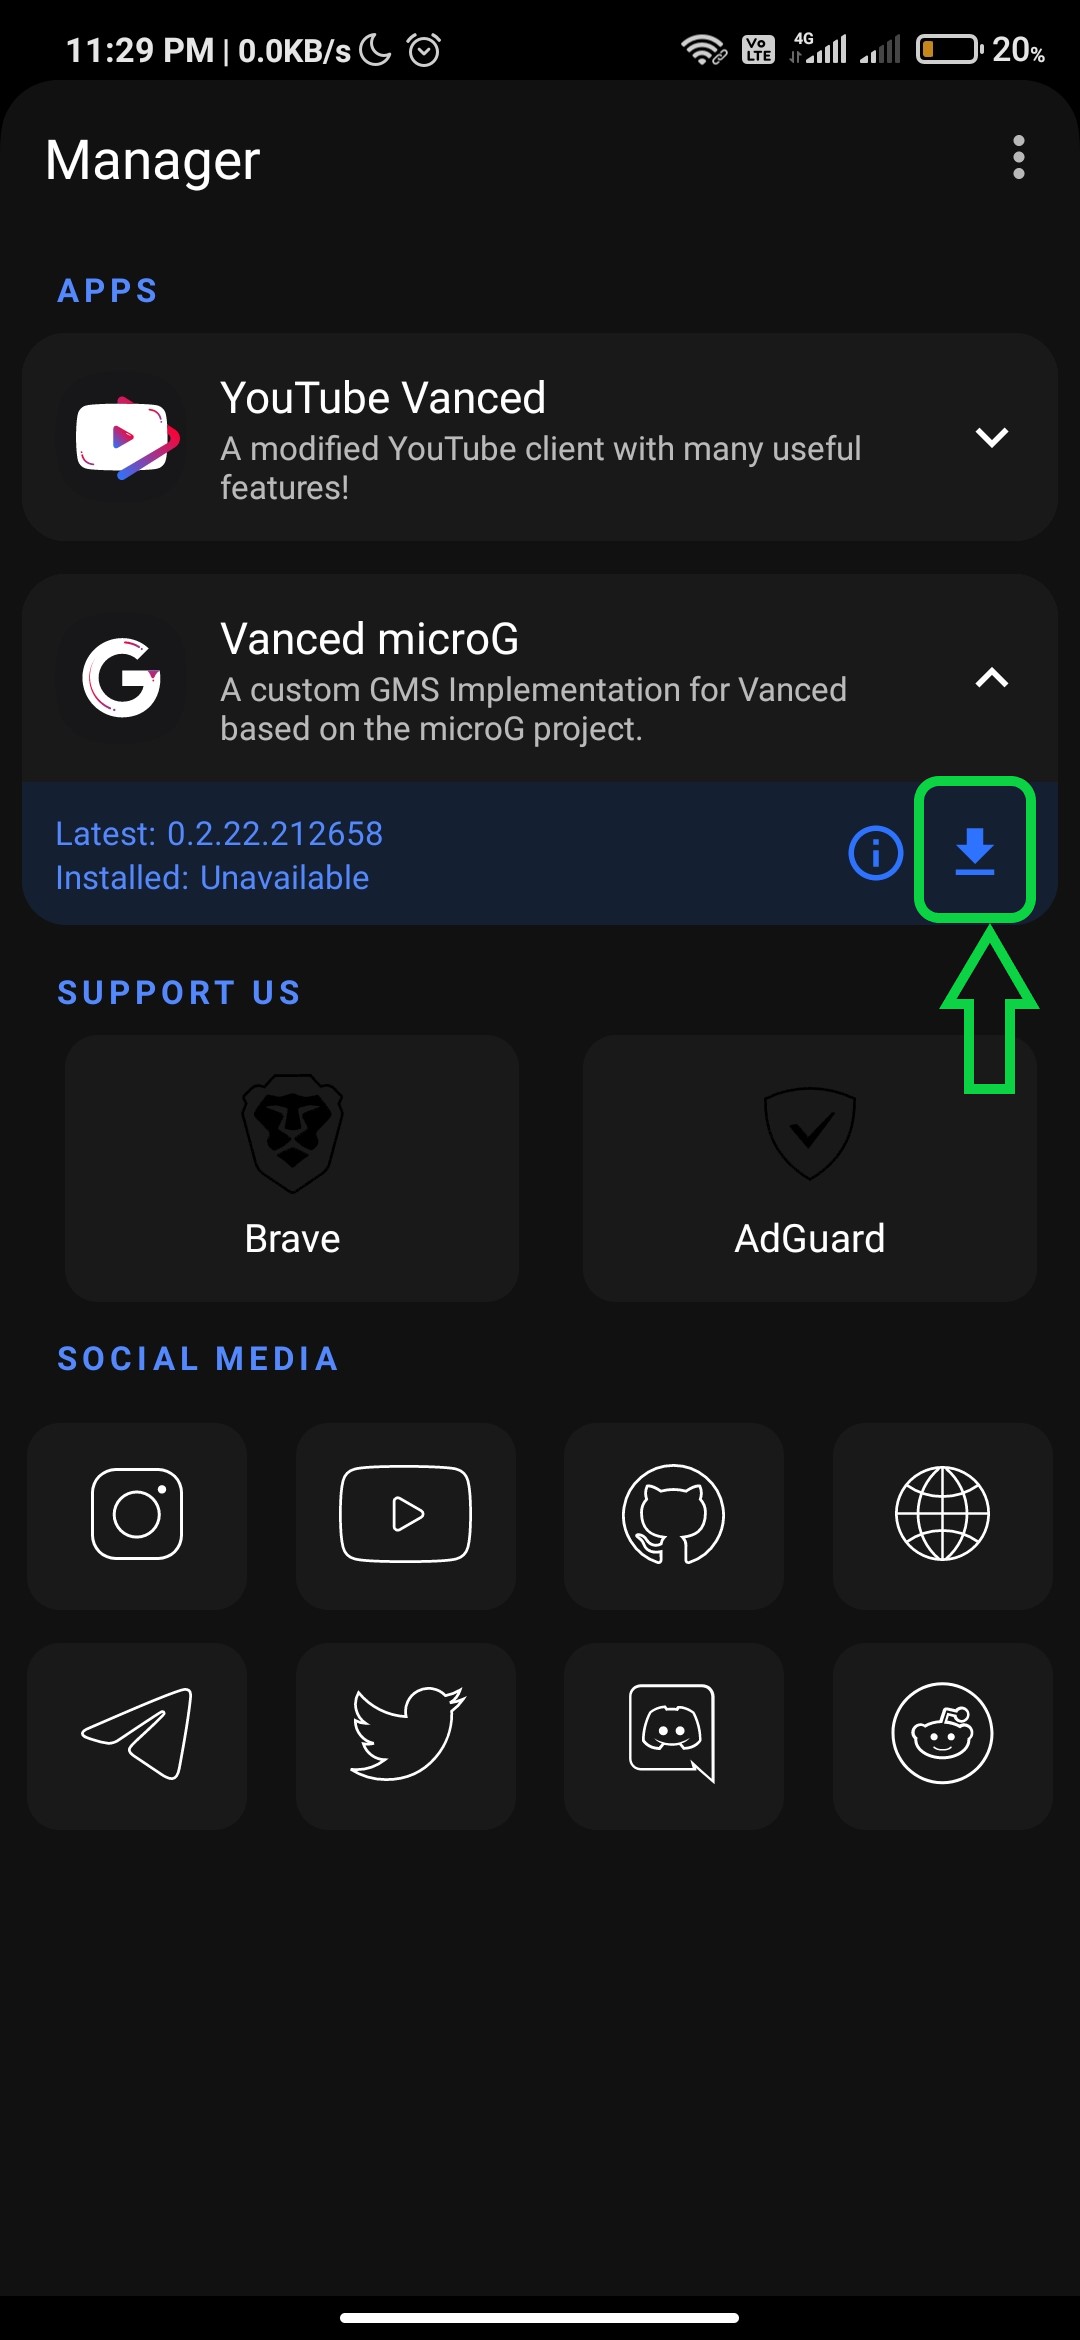 11:29 PM | 0.0KB/s
Vo
LTE
4G
20%
Manager
APPS
YouTube Vanced
A modified YouTube client with many useful
features!
Vanced microG
A custom GMS Implementation for Vanced
based on the microG project.
Latest: 0.2.22.212658
Installed: Unavailable
SUPPORT US
Brave
AdGuard
SOCIAL MEDIA